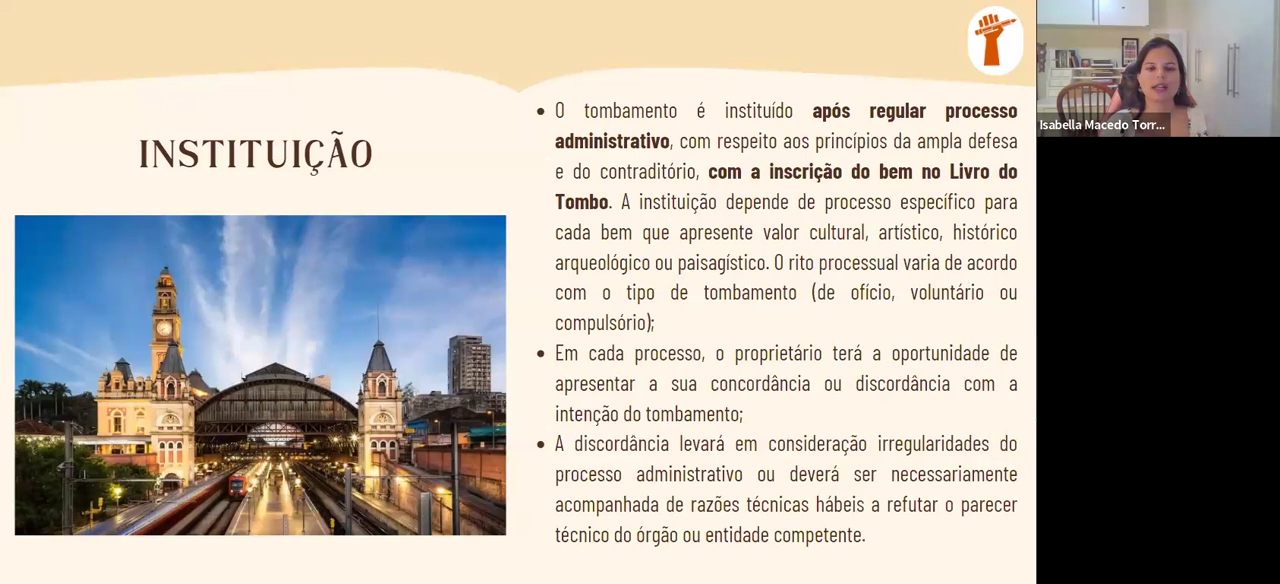 INSTITUIÇÃO
• O tombamento é instituído após regular processo
administrativo, com respeito aos princípios da ampla defesa
e do contraditório, com a inscrição do bem no Livro do
Tombo. A instituição depende de processo específico para
cada bem que apresente valor cultural, artístico, histórico
arqueológico ou paisagístico. O rito processual varia de acordo
com o tipo de tombamento (de ofício, voluntário ou
compulsório);
• Em cada processo, o proprietário terá a oportunidade de
apresentar a sua concordância ou discordância com a
intenção do tombamento;
• A discordância levará em consideração irregularidades do
processo administrativo ou deverá ser necessariamente
acompanhada de razões técnicas hábeis a refutar o parecer
técnico do órgão ou entidade competente.
Isabella Macedo Torr...